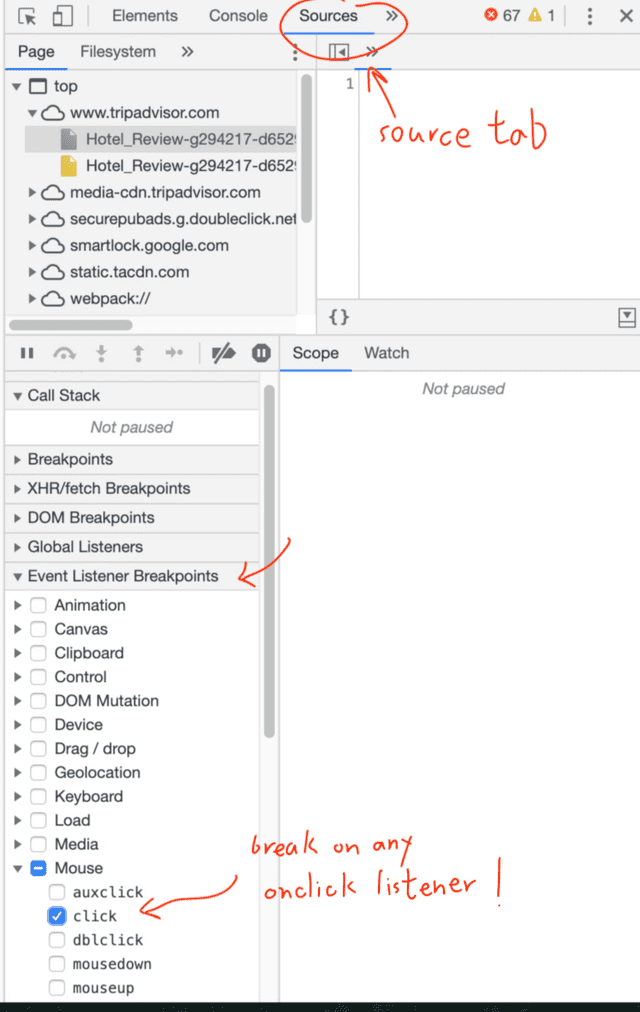 Elements Console Sources » 67 1
Page Filesystem » »
top
1
www.tripadvisor.com
source tab
Hotel_Review-g294217-d6529
Hotel_Review-g294217-d6529
media-cdn.tripadvisor.com
securepubads.g.doubleclick.net
smartlock.google.com
static.tacdn.com
webpack://
{}
Scope Watch
Not paused
Call Stack
Not paused
Breakpoints
XHR/fetch Breakpoints
DOM Breakpoints
Global Listeners
Event Listener Breakpoints
Animation
Canvas
Clipboard
Control
DOM Mutation
Device
Drag / drop
Geolocation
Keyboard
Load
Media
break on any
onclick listener!
Mouse
auxclick
click
dblclick
mousedown
mouseup